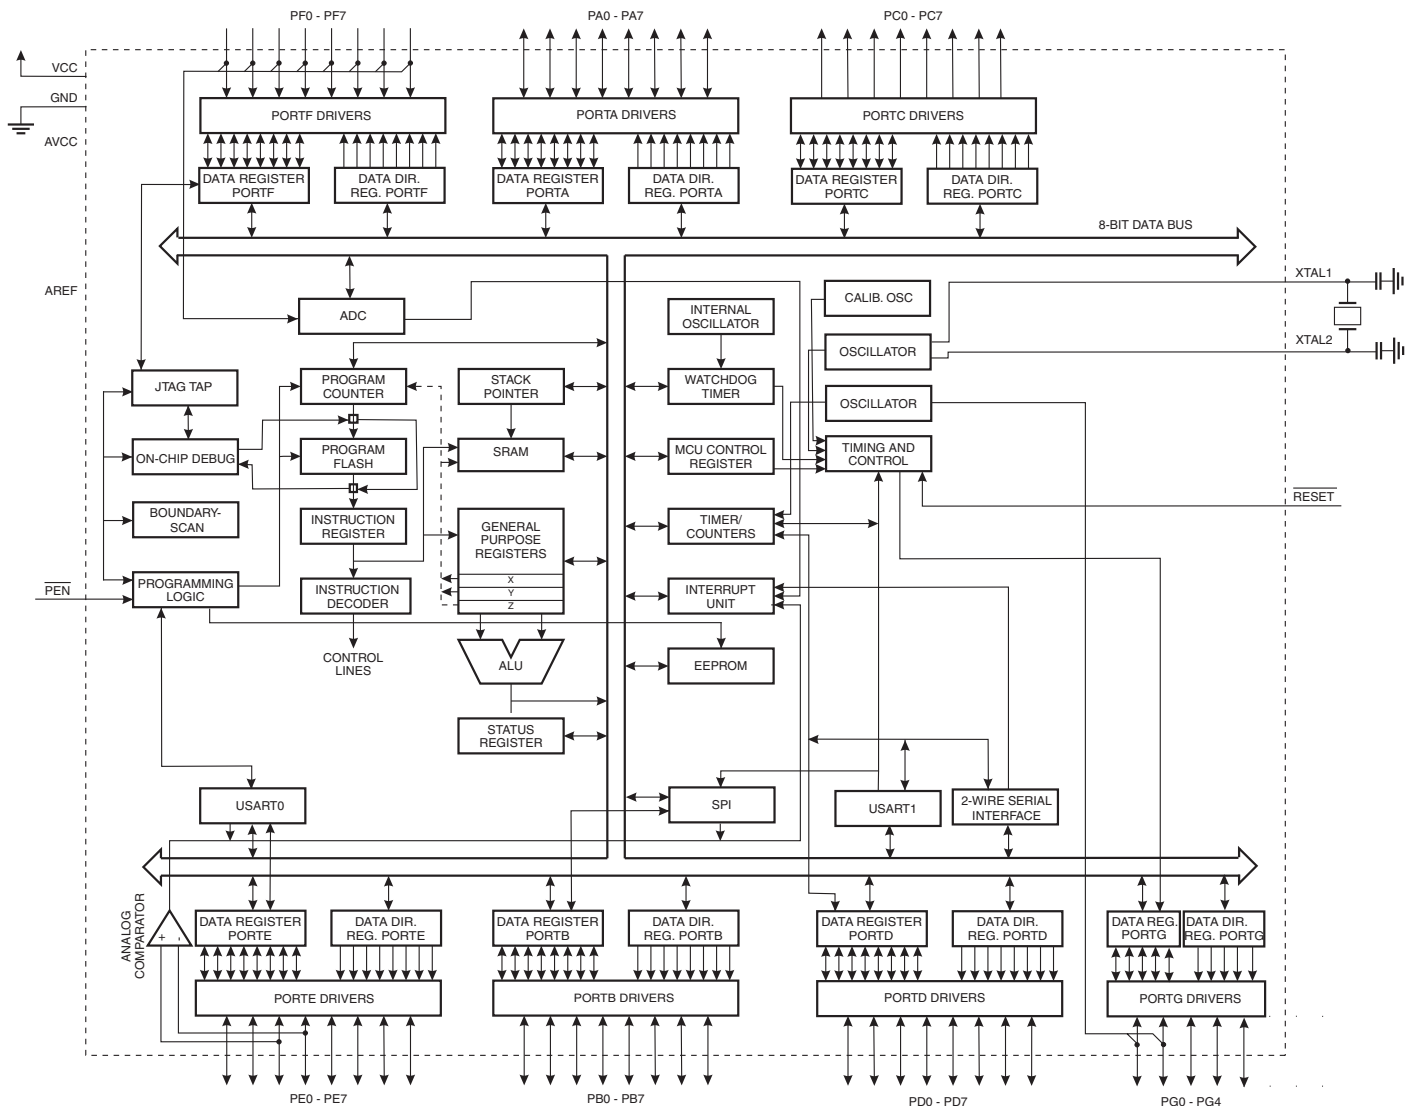 PF0 - PF7
PA0 - PA7
PC0 - PC7
VCC
GND
AVCC
PORTF DRIVERS
PORTA DRIVERS
PORTC DRIVERS
DATA REGISTER
PORTF
DATA DIR.
REG. PORTF
DATA REGISTER
PORTA
DATA DIR.
REG. PORTA
DATA REGISTER
PORTC
DATA DIR.
REG. PORTC
8-BIT DATA BUS
AREF
XTAL1
XTAL2
ADC
INTERNAL
OSCILLATOR
CALIB. OSC
OSCILLATOR
JTAG TAP
PROGRAM
COUNTER
STACK
POINTER
WATCHDOG
TIMER
OSCILLATOR
ON-CHIP DEBUG
PROGRAM
FLASH
SRAM
MCU CONTROL
REGISTER
TIMING AND
CONTROL
RESET
BOUNDARY-
SCAN
INSTRUCTION
REGISTER
GENERAL
PURPOSE
REGISTERS
X
Y
Z
TIMER/
COUNTERS
PEN
PROGRAMMING
LOGIC
INSTRUCTION
DECODER
INTERRUPT
UNIT
CONTROL
LINES
ALU
EEPROM
STATUS
REGISTER
USART0
SPI
USART1
2-WIRE SERIAL
INTERFACE
ANALOG
COMPARATOR
+
-
DATA REGISTER
PORTE
DATA DIR.
REG. PORTE
DATA REGISTER
PORTB
DATA DIR.
REG. PORTB
DATA REGISTER
PORTD
DATA DIR.
REG. PORTD
DATA REG.
PORTG
DATA DIR.
REG. PORTG
PORTE DRIVERS
PORTB DRIVERS
PORTD DRIVERS
PORTG DRIVERS
PE0 - PE7
PB0 - PB7
PD0 - PD7
PG0 - PG4